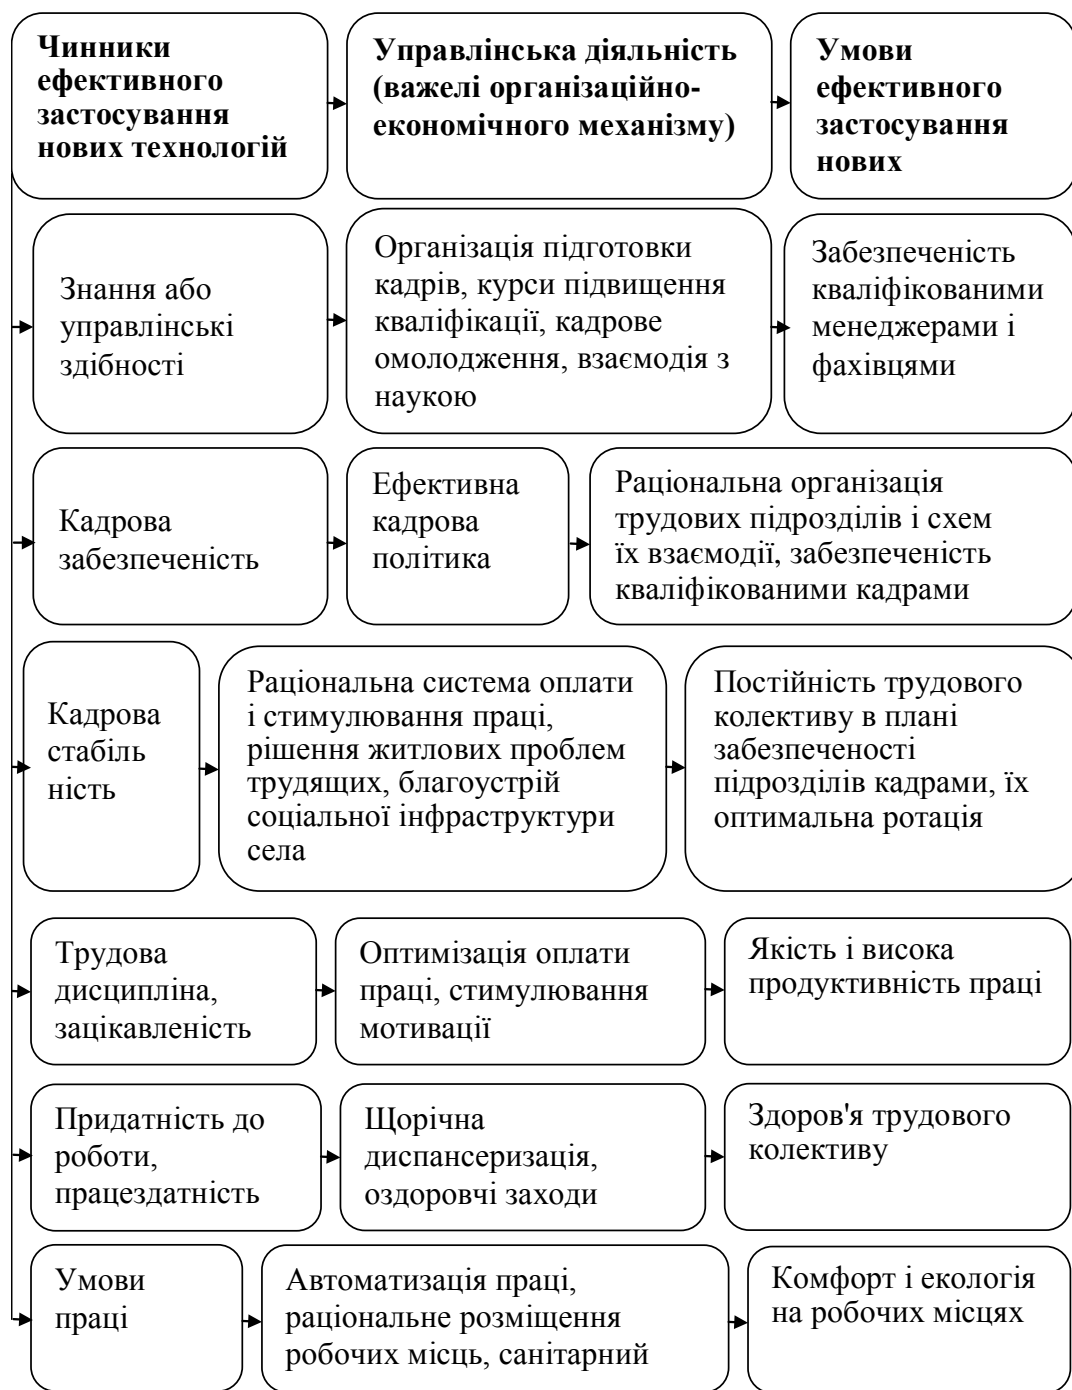 Чинники
ефективного
застосування
нових технологій
Управлінська діяльність
(важелі організаційно-
економічного механізму)
Умови
ефективного
застосування
нових
Знання або
управлінські
здібності
Організація підготовки
кадрів, курси підвищення
кваліфікації, кадрове
омолодження, взаємодія з
наукою
Забезпеченість
кваліфікованими
менеджерами і
фахівцями
Кадрова
забезпеченість
Ефективна
кадрова
політика
Раціональна організація
трудових підрозділів і схем
їх взаємодії, забезпеченість
кваліфікованими кадрами
Кадрова
стабіль
ність
Раціональна система оплати
і стимулювання праці,
рішення житлових проблем
трудящих, благоустрій
соціальної інфраструктури
села
Постійність трудового
колективу в плані
забезпеченості
підрозділів кадрами, їх
оптимальна ротація
Трудова
дисципліна,
зацікавленість
Оптимізація оплати
праці, стимулювання
мотивації
Якість і висока
продуктивність праці
Придатність до
роботи,
працездатність
Щорічна
диспансеризація,
оздоровчі заходи
Здоров'я трудового
колективу
Умови
праці
Автоматизація праці,
раціональне розміщення
робочих місць, санітарний
Комфорт і екологія
на робочих місцях